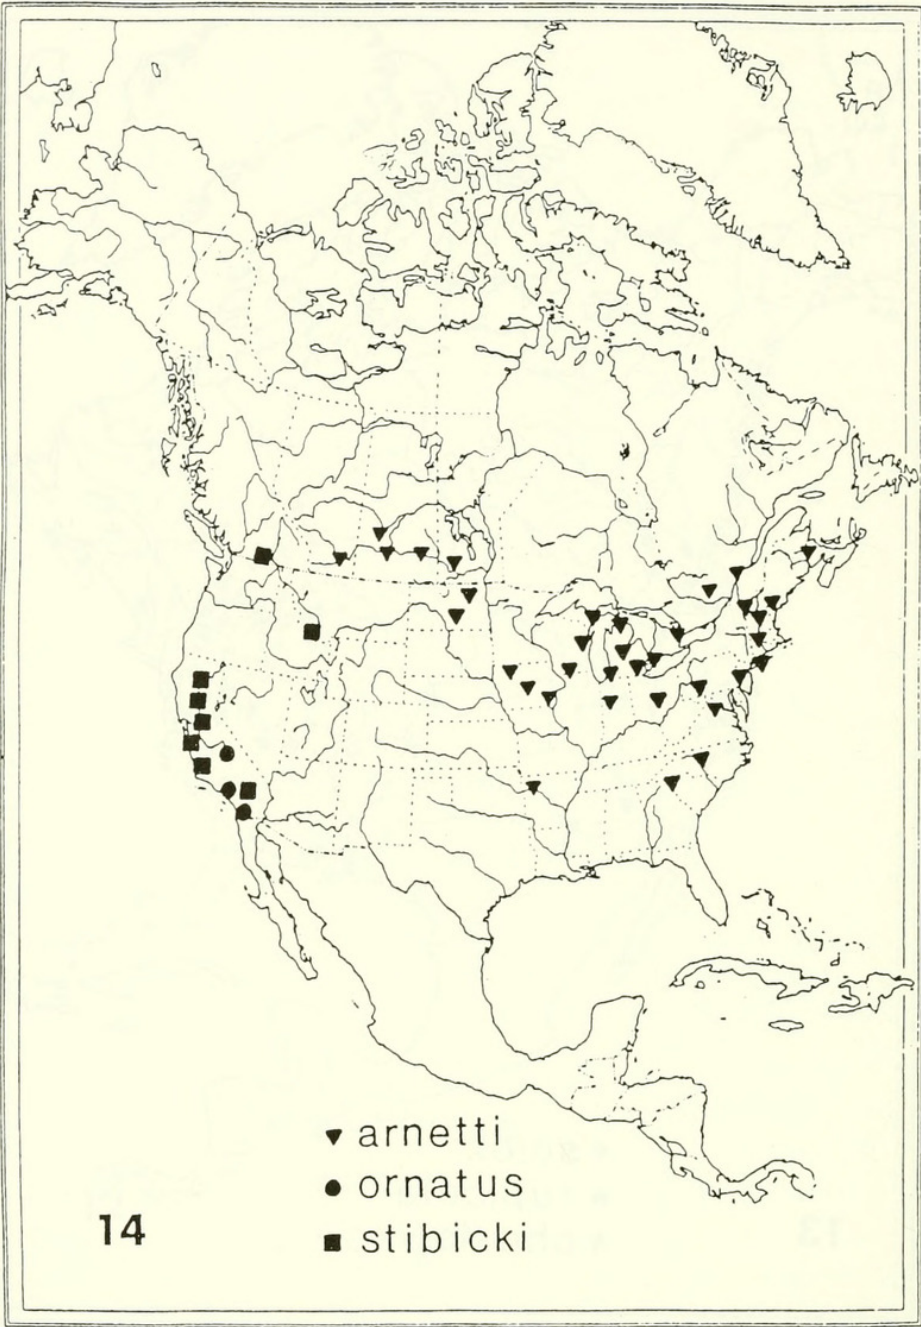 ▼ arnetti
● ornatus
■ stibicki
14